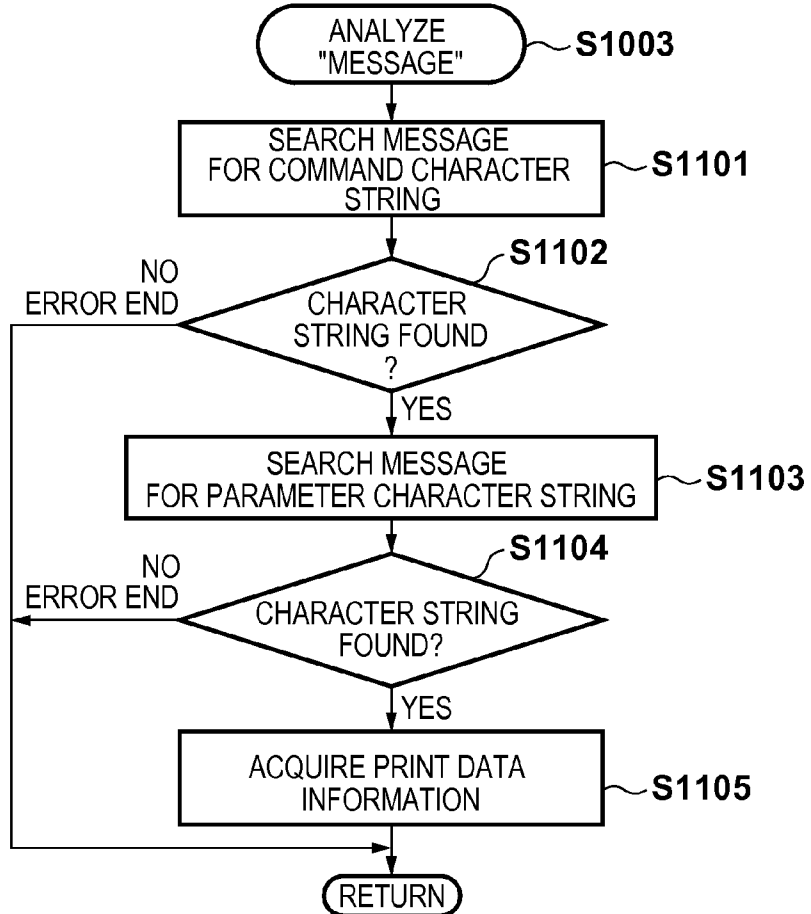 ANALYZE
"MESSAGE"
S1003
SEARCH MESSAGE
FOR COMMAND CHARACTER
STRING
S1101
S1102
NO
ERROR END
CHARACTER
STRING FOUND
?
YES
SEARCH MESSAGE
FOR PARAMETER CHARACTER STRING
S1103
S1104
NO
ERROR END
CHARACTER STRING
FOUND?
YES
ACQUIRE PRINT DATA
INFORMATION
S1105
RETURN